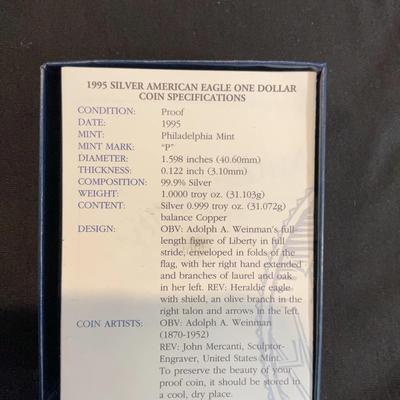 1995 SILVER AMERICAN EAGLE ONE DOLLAR
COIN SPECIFICATIONS
CONDITION: Proof
DATE: 1995
MINT: Philadelphia Mint
MINT MARK: "P"
DIAMETER: 1.598 inches (40.60mm)
THICKNESS: 0.122 inch (3.10mm)
COMPOSITION: 99.9% Silver
WEIGHT: 1.0000 troy oz. (31.103g)
CONTENT: Silver 0.999 troy oz. (31.072g)
balance Copper
DESIGN: OBV: Adolph A. Weinman's full-
length figure of Liberty in full
stride, enveloped in folds of the
flag, with her right hand extended
and branches of laurel and oak
in her left. REV: Heraldic eagle
with shield, an olive branch in the
right talon and arrows in the left.
COIN ARTISTS: OBV: Adolph A. Weinman
(1870-1952)
REV: John Mercanti, Sculptor-
Engraver, United States Mint.
To preserve the beauty of your
proof coin, it should be stored in
a cool, dry place.